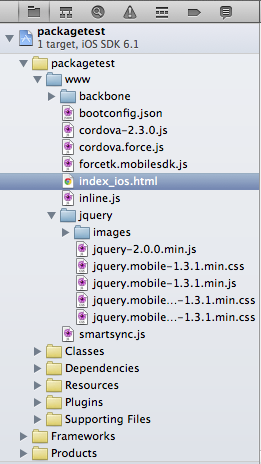 packagetest
1 target, iOS SDK 6.1
packagetest
www
backbone
bootconfig.json
cordova-2.3.0.js
cordova.force.js
forcetk.mobilesdk.js
index_ios.html
inline.js
jquery
images
jquery-2.0.0.min.js
jquery.mobile-1.3.1.min.css
jquery.mobile-1.3.1.min.js
jquery.mobile...-1.3.1.min.css
jquery.mobile...-1.3.1.min.css
smartsync.js
Classes
Dependencies
Resources
Plugins
Supporting Files
Frameworks
Products